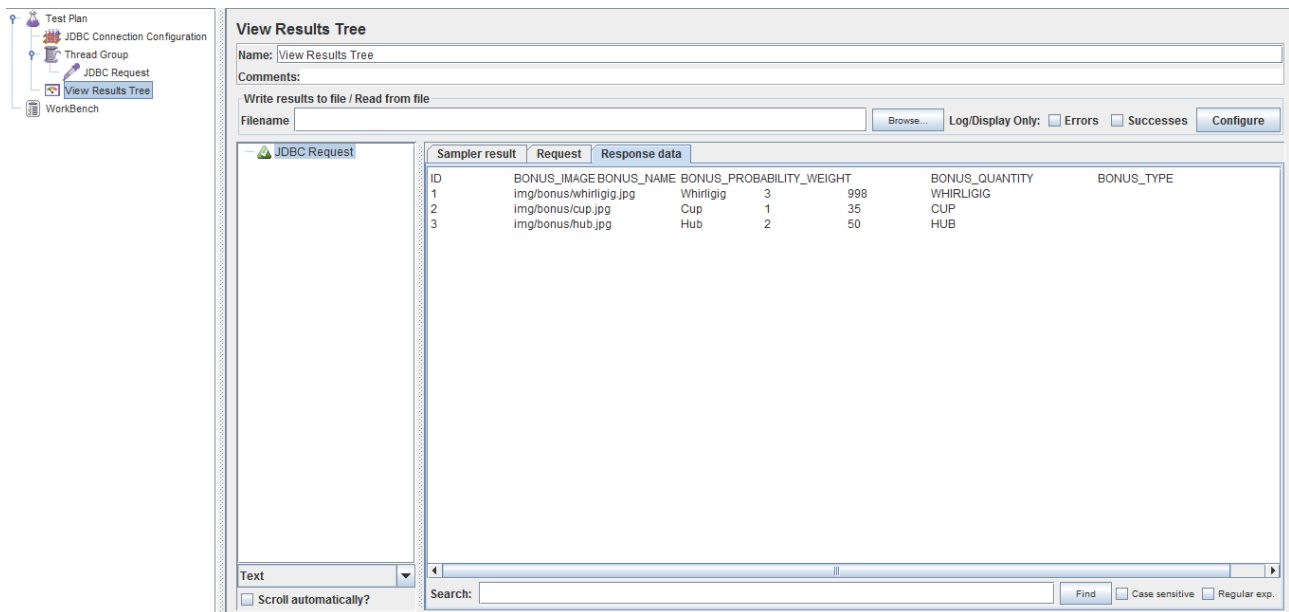 Test Plan
JDBC Connection Configuration
Thread Group
JDBC Request
View Results Tree
WorkBench
View Results Tree
Name: View Results Tree
Comments:
Write results to file / Read from file
Filename Browse... Log/Display Only: Errors Successes Configure
JDBC Request
Sampler result Request Response data
ID BONUS_IMAGE BONUS_NAME BONUS_PROBABILITY_WEIGHT BONUS_QUANTITY BONUS_TYPE
1 img/bonus/whirligig.jpg Whirligig 3 998 WHIRLIGIG
2 img/bonus/cup.jpg Cup 1 35 CUP
3 img/bonus/hub.jpg Hub 2 50 HUB
Text
Scroll automatically?
Search: Find Case sensitive Regular exp.